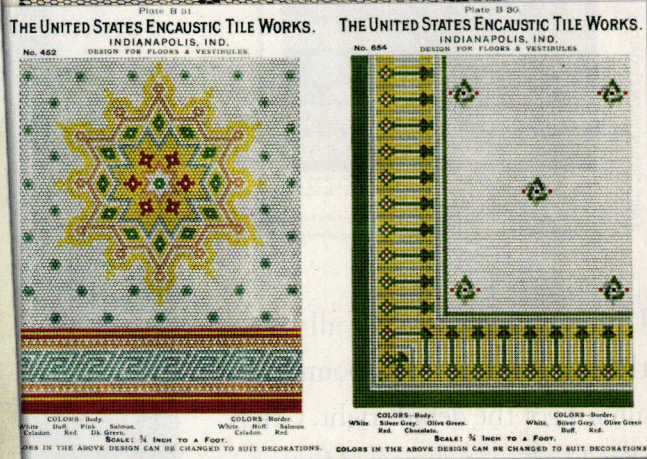 Plate B 31.
THE UNITED STATES ENCAUSTIC TILE WORKS.
INDIANAPOLIS, IND.
No. 452 DESIGN FOR FLOORS & VESTIBULES.
COLORS-Body.
White Buff. Pink Salmon.
Celadon. Red. Dk. Green.
COLORS-Border.
White. Buff. Salmon
Celadon. Red.
SCALE: ¾ INCH TO A FOOT.
IN THE ABOVE DESIGN CAN BE CHANGED TO SUIT DECORATIONS.
Plate B 30.
THE UNITED STATES ENCAUSTIC TILE WORKS.
INDIANAPOLIS, IND.
No. 654 DESIGN FOR FLOORS & VESTIBULES
COLORS-Body.
White. Silver Grey. Olive Green.
Red. Chocolate.
COLORS-Border.
White. Silver Grey. Olive Green
Buff. Red.
SCALE: ¾ INCH TO A FOOT.
COLORS IN THE ABOVE DESIGN CAN BE CHANGED TO SUIT DECORATIONS